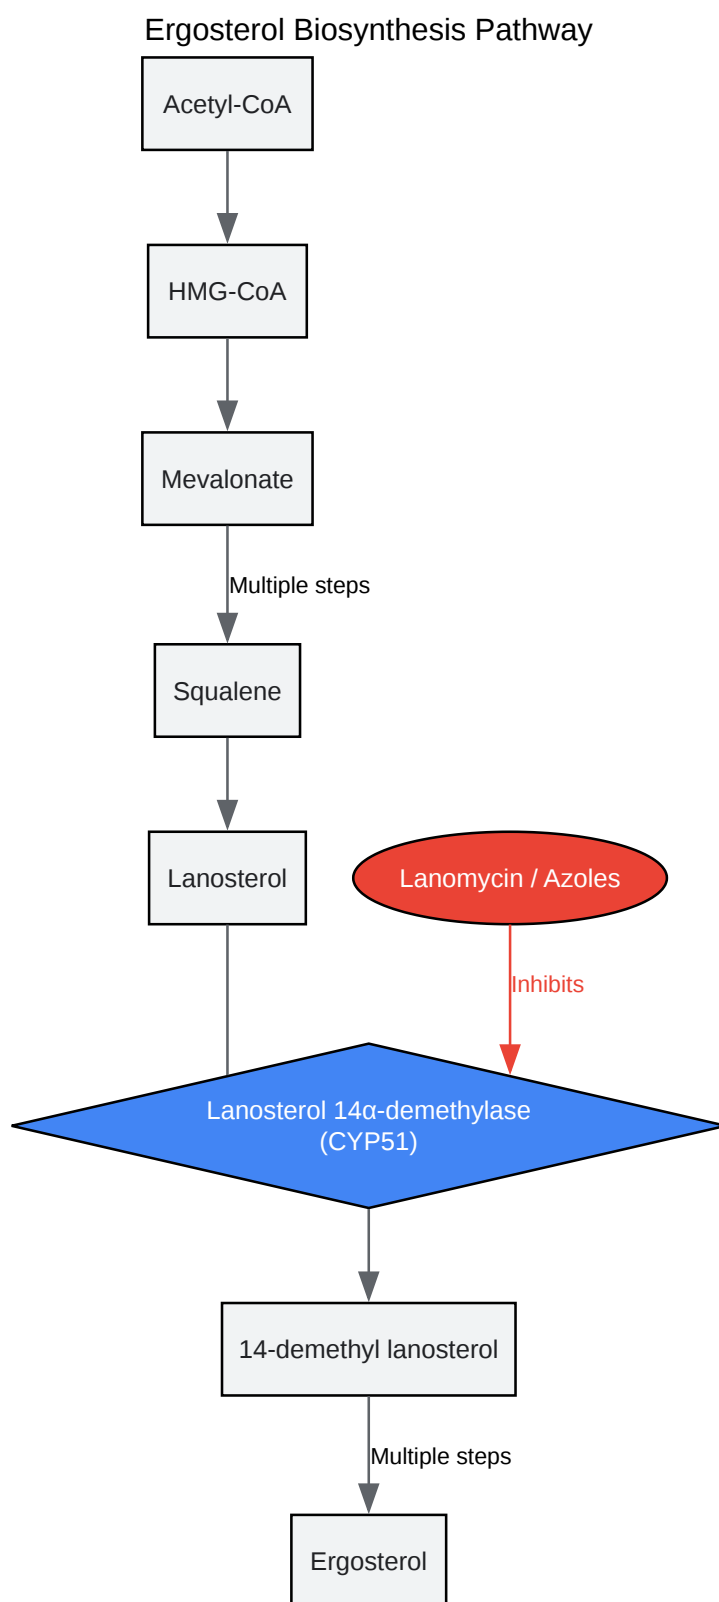 Ergosterol Biosynthesis Pathway
Acetyl-CoA
HMG-CoA
Mevalonate
Multiple steps
Squalene
Lanosterol
Lanomycin / Azoles
Inhibits
Lanosterol 14α-demethylase
(CYP51)
14-demethyl lanosterol
Multiple steps
Ergosterol